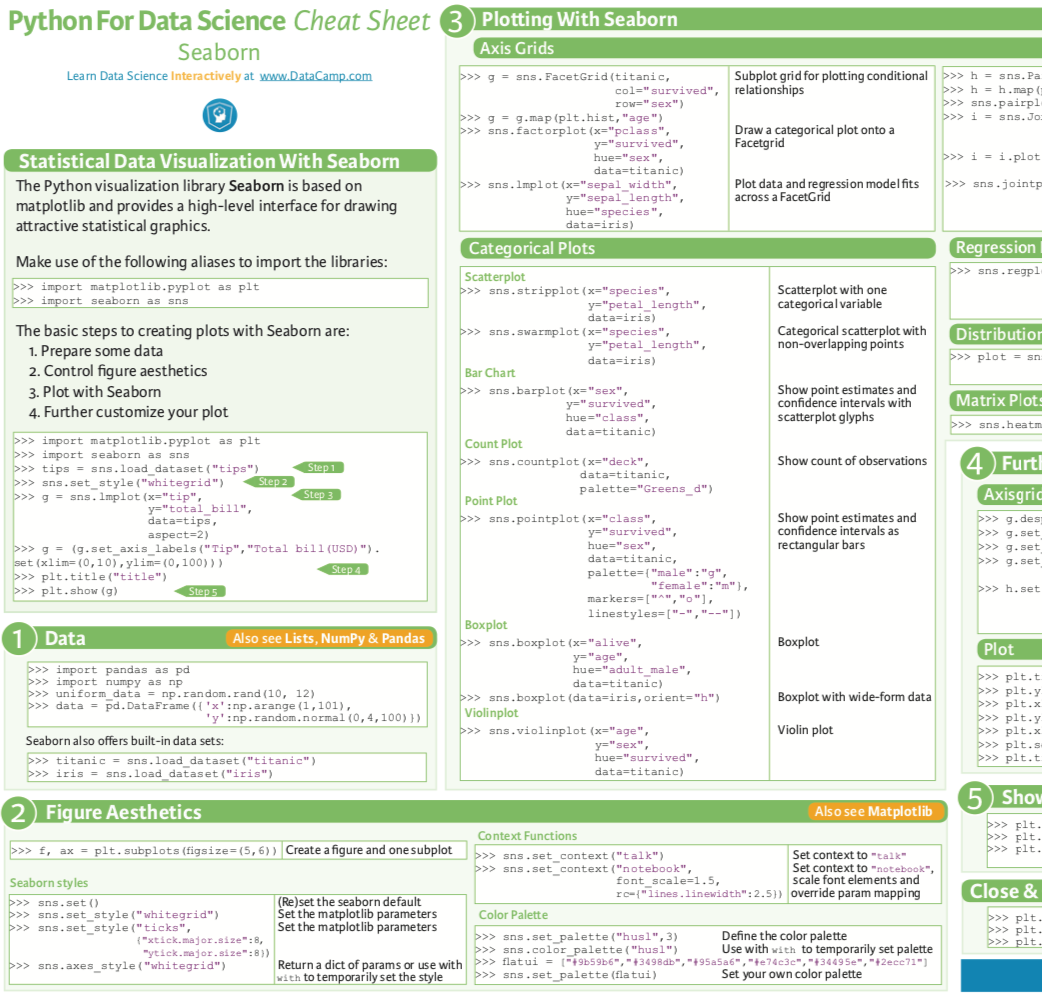 Python For Data Science Cheat Sheet
Seaborn
Learn Data Science Interactively at www.DataCamp.com
Statistical Data Visualization With Seaborn
The Python visualization library Seaborn is based on
matplotlib and provides a high-level interface for drawing
attractive statistical graphics.
Make use of the following aliases to import the libraries:
>>> import matplotlib.pyplot as plt
>>> import seaborn as sns
The basic steps to creating plots with Seaborn are:
1. Prepare some data
2. Control figure aesthetics
3. Plot with Seaborn
4. Further customize your plot
>>> import matplotlib.pyplot as plt
>>> import seaborn as sns
>>> tips = sns.load_dataset("tips") Step 1
>>> sns.set_style("whitegrid") Step 2
>>> g = sns.lmplot(x="tip", Step 3
y="total_bill",
data=tips,
aspect=2)
>>> g = (g.set_axis_labels("Tip","Total bill(USD)").
set(xlim=(0,10),ylim=(0,100)))
Step 4
>>> plt.title("title")
>>> plt.show(g) Step 5
1 Data Also see Lists, NumPy & Pandas
>>> import pandas as pd
>>> import numpy as np
>>> uniform_data = np.random.rand(10, 12)
>>> data = pd.DataFrame({'x':np.arange(1,101),
'y':np.random.normal(0,4,100)})
Seaborn also offers built-in data sets:
>>> titanic = sns.load_dataset("titanic")
>>> iris = sns.load_dataset("iris")
2 Figure Aesthetics Also see Matplotlib
>>> f, ax = plt.subplots(figsize=(5,6)) Create a figure and one subplot
Seaborn styles
>>> sns.set() (Re)set the seaborn default
>>> sns.set_style("whitegrid") Set the matplotlib parameters
>>> sns.set_style("ticks", Set the matplotlib parameters
{"xtick.major.size":8,
"ytick.major.size":8})
>>> sns.axes_style("whitegrid") Return a dict of params or use with
with to temporarily set the style
Context Functions
>>> sns.set_context("talk") Set context to "talk"
>>> sns.set_context("notebook", Set context to "notebook",
font_scale=1.5, scale font elements and
rc={"lines.linewidth":2.5}) override param mapping
Color Palette
>>> sns.set_palette("husl",3) Define the color palette
>>> sns.color_palette("husl") Use with with to temporarily set palette
>>> flatui = ["#9b59b6","#3498db","#95a5a6","#e74c3c","#34495e","#2ecc71"]
>>> sns.set_palette(flatui) Set your own color palette
3 Plotting With Seaborn
Axis Grids
>>> g = sns.FacetGrid(titanic, Subplot grid for plotting conditional
col="survived", relationships
row="sex")
>>> g = g.map(plt.hist,"age")
>>> sns.factorplot(x="pclass", Draw a categorical plot onto a
y="survived", Facetgrid
hue="sex",
data=titanic)
>>> sns.lmplot(x="sepal_width", Plot data and regression model fits
y="sepal_length", across a FacetGrid
hue="species",
data=iris)
>>> h = sns.Pa
>>> h = h.map(
>>> sns.pairpl
>>> i = sns.Jo
>>> i = i.plot
>>> sns.jointp
Categorical Plots
Scatterplot
>>> sns.stripplot(x="species", Scatterplot with one
y="petal_length", categorical variable
data=iris)
>>> sns.swarmplot(x="species", Categorical scatterplot with
y="petal_length", non-overlapping points
data=iris)
Bar Chart
>>> sns.barplot(x="sex", Show point estimates and
y="survived", confidence intervals with
hue="class", scatterplot glyphs
data=titanic)
Count Plot
>>> sns.countplot(x="deck", Show count of observations
data=titanic,
palette="Greens_d")
Point Plot
>>> sns.pointplot(x="class", Show point estimates and
y="survived", confidence intervals as
hue="sex", rectangular bars
data=titanic,
palette={"male":"g",
"female":"m"},
markers=["^","o"],
linestyles=["-","--"])
Boxplot
>>> sns.boxplot(x="alive", Boxplot
y="age",
hue="adult_male",
data=titanic)
>>> sns.boxplot(data=iris,orient="h") Boxplot with wide-form data
Violinplot
>>> sns.violinplot(x="age", Violin plot
y="sex",
hue="survived",
data=titanic)
Regression
>>> sns.regpl
Distribution
>>> plot = sn
Matrix Plots
>>> sns.heatm
4 Furth
Axisgrid
>>> g.desp
>>> g.set
>>> g.set
>>> g.set
>>> h.set
Plot
>>> plt.t
>>> plt.y
>>> plt.x
>>> plt.y
>>> plt.x
>>> plt.s
>>> plt.t
5 Show
>>> plt.
>>> plt.
>>> plt.
Close &
>>> plt.
>>> plt.
>>> plt.